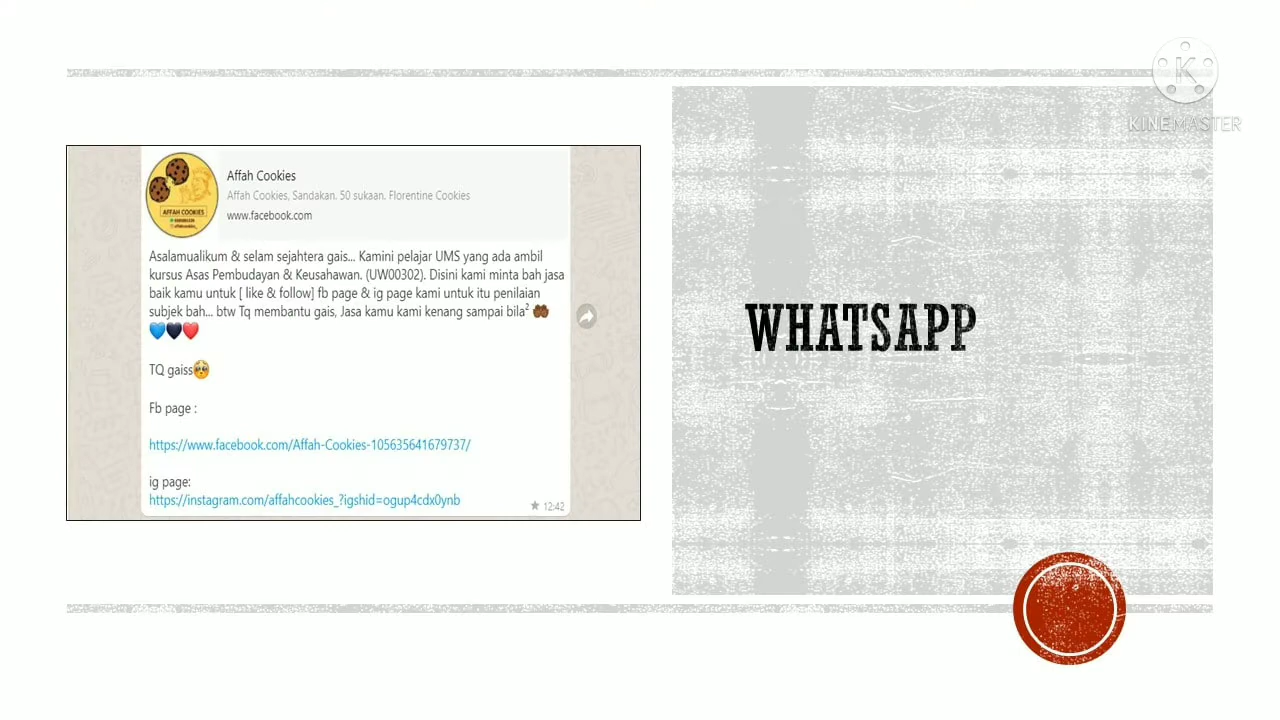 Affah Cookies
Affah Cookies, Sandakan. 50 sukaan. Florentine Cookies
www.facebook.com
AFFAH COOKIES
Asalamualikum & selam sejahtera gais... Kamini pelajar UMS yang ada ambil
kursus Asas Pembudayan & Keusahawan. (UW00302). Disini kami minta bah jasa
baik kamu untuk [ like & follow] fb page & ig page kami untuk itu penilaian
subjek bah... btw Tq membantu gais, Jasa kamu kami kenang sampai bila² 🤲🏿
💙🖤❤️
TQ gaiss🥺
Fb page :
https://www.facebook.com/Affah-Cookies-105635641679737/
ig page:
https://instagram.com/affahcookies_?igshid=ogup4cdx0ynb
★ 12:42
WHATSAPP
K
KINEMASTER